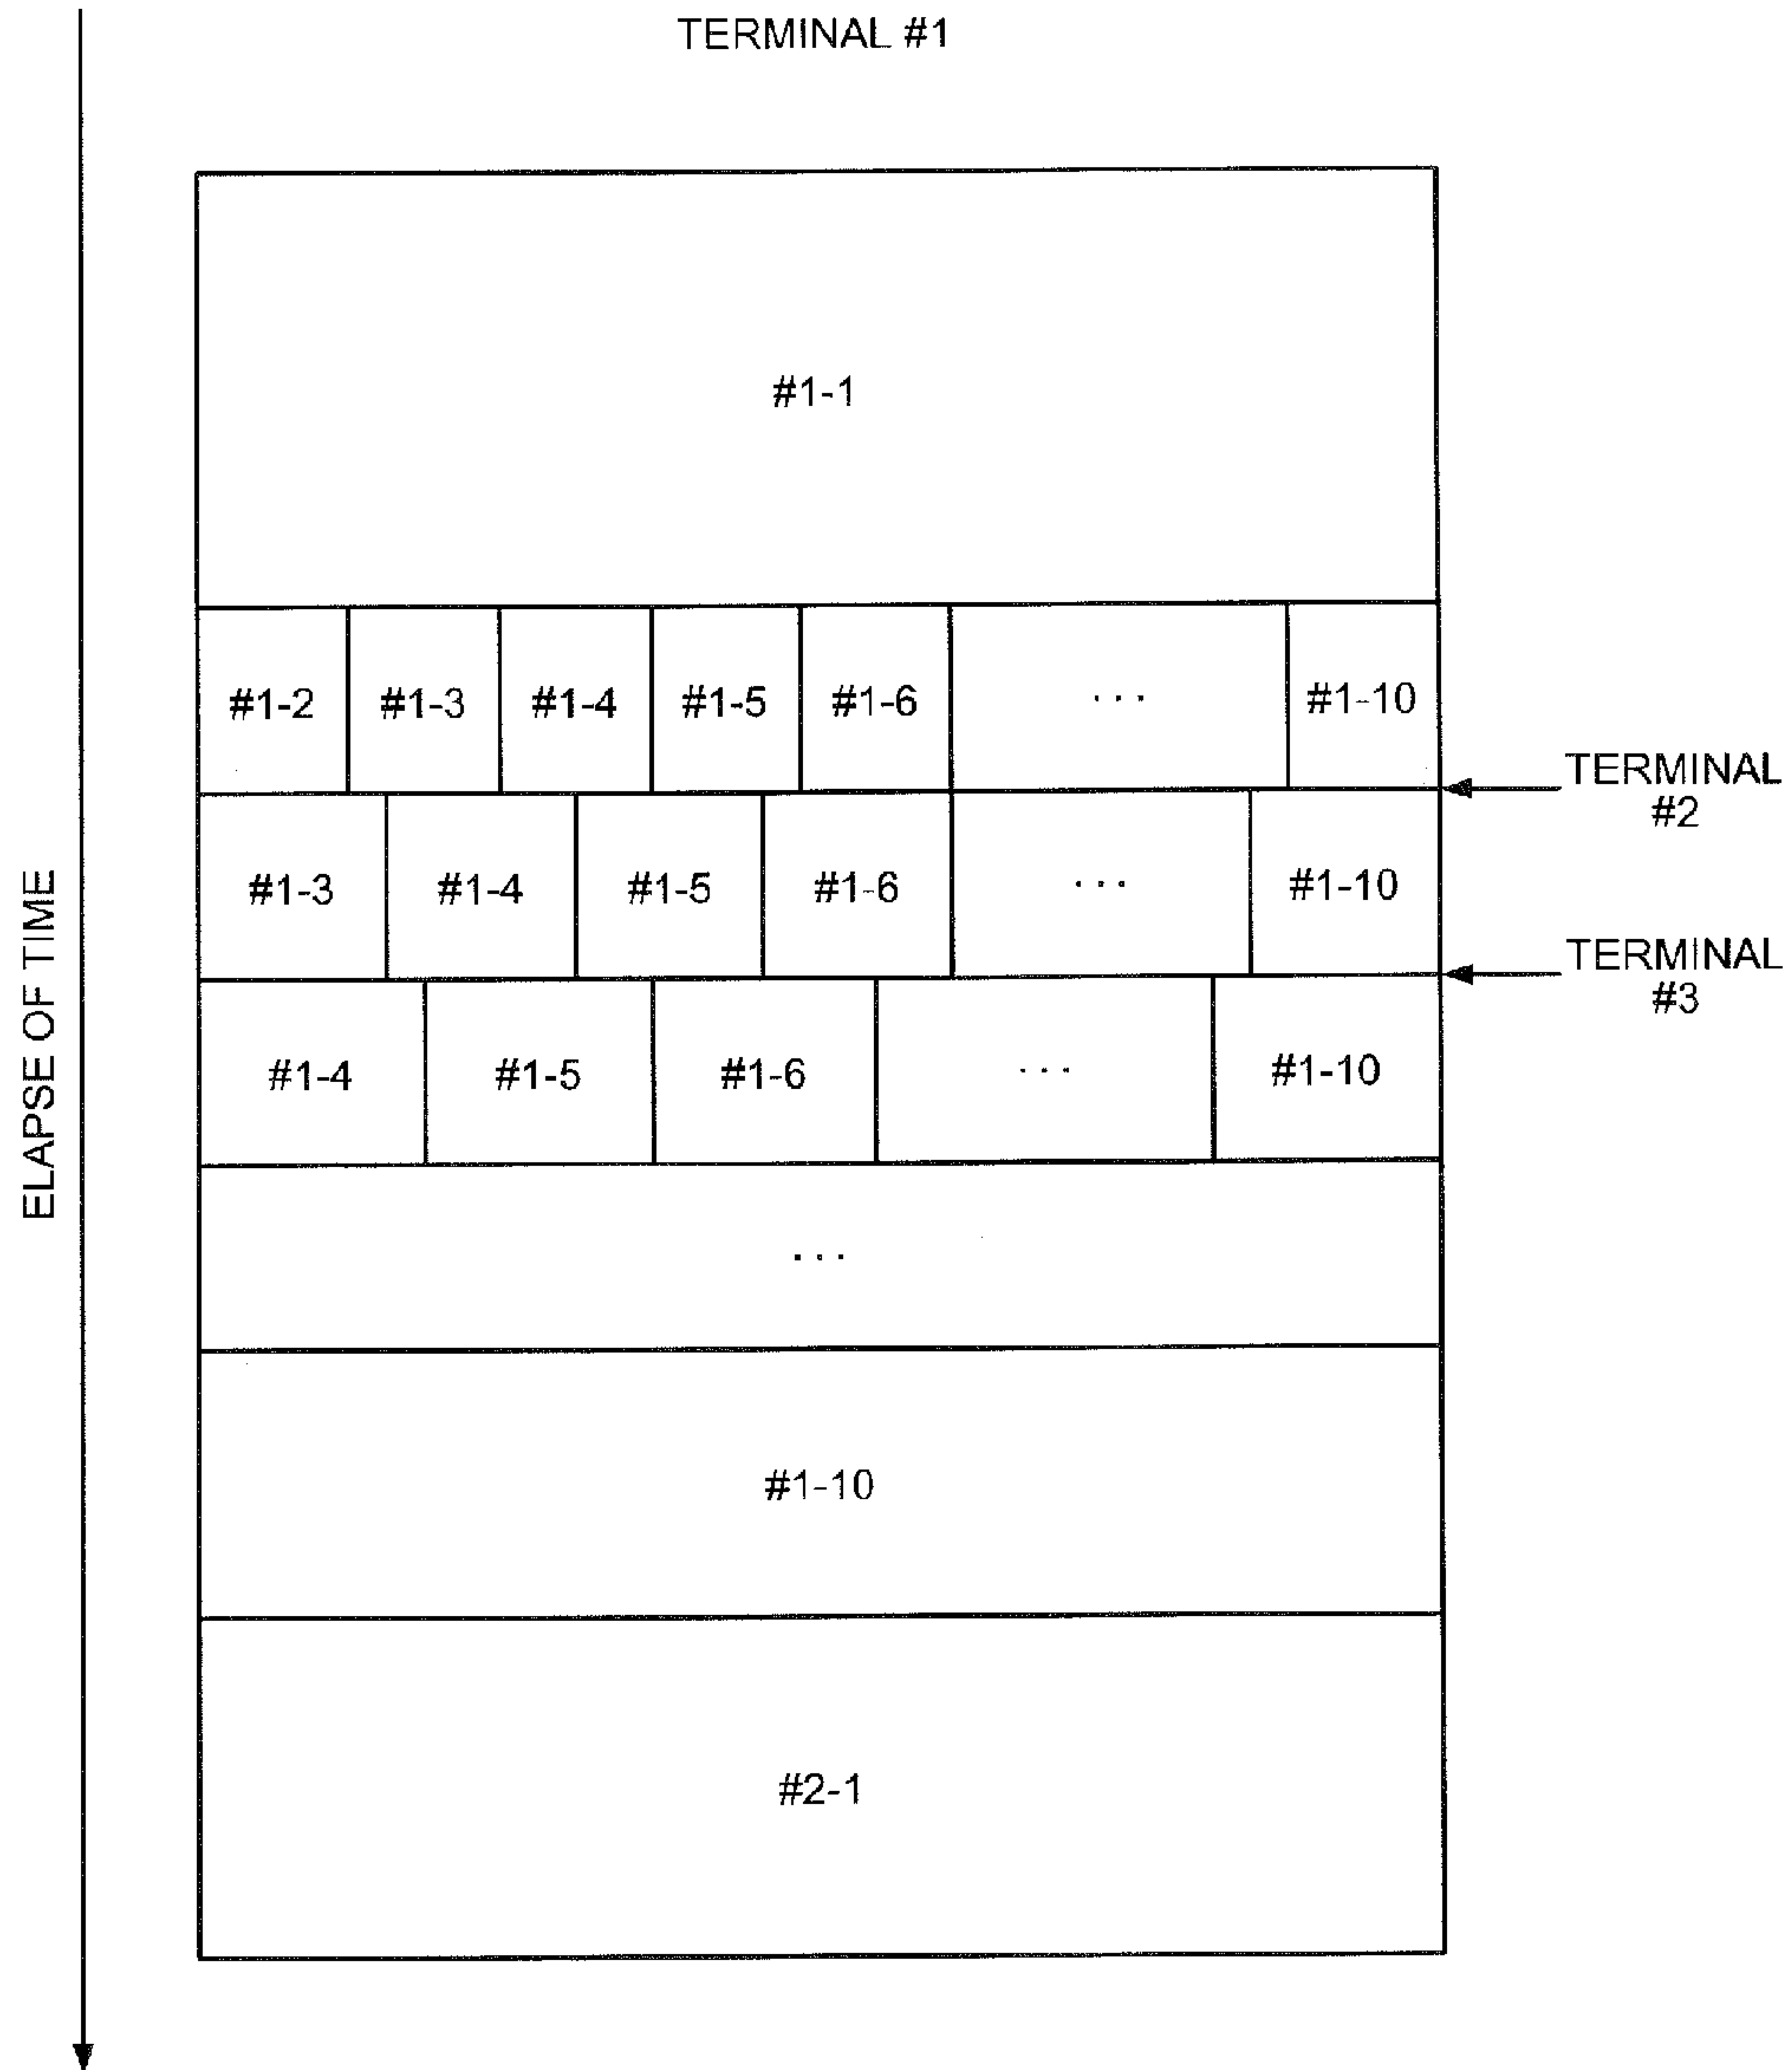 TERMINAL #1
#1-1
#1-2 #1-3 #1-4 #1-5 #1-6 ... #1-10
TERMINAL
#2
#1-3 #1-4 #1-5 #1-6 ... #1-10
TERMINAL
#3
#1-4 #1-5 #1-6 ... #1-10
...
#1-10
#2-1
ELAPSE OF TIME